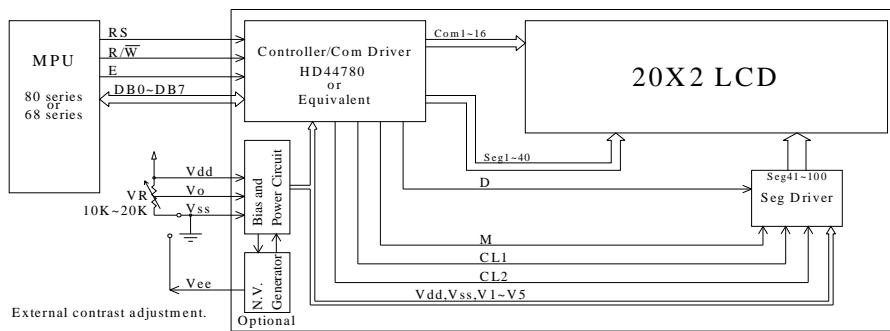 MPU
80 series
or
68 series
RS
R/W̅
E
DB0~DB7
Controller/Com Driver
HD44780
or
Equivalent
Com1~16
20X2 LCD
Seg1~40
D
Seg41~100
Seg Driver
Vdd
Vo
Vss
VR
10K~20K
Bias and
Power Circuit
M
CL1
CL2
Vdd,Vss,V1~V5
Vee
N.V.
Generator
Optional
External contrast adjustment.